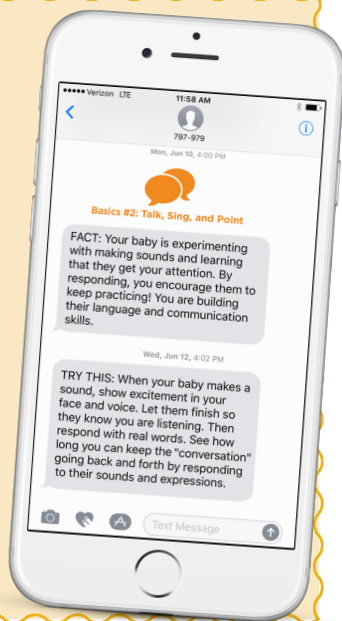 Verizon LTE 11:58 AM
797-979
Mon, Jun 10, 4:00 PM
Basics #2: Talk, Sing, and Point
FACT: Your baby is experimenting
with making sounds and learning
that they get your attention. By
responding, you encourage them to
keep practicing! You are building
their language and communication
skills.
Wed, Jun 12, 4:02 PM
TRY THIS: When your baby makes a
sound, show excitement in your
face and voice. Let them finish so
they know you are listening. Then
respond with real words. See how
long you can keep the "conversation"
going back and forth by responding
to their sounds and expressions.
Text Message